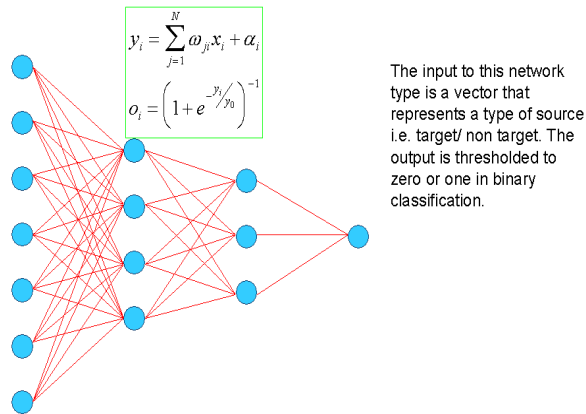 y_i = \sum_{j=1}^{N} ω_{ji} x_i + α_i
o_i = (1 + e^{-y_i/y_0})^{-1}
The input to this network
type is a vector that
represents a type of source
i.e. target/ non target. The
output is thresholded to
zero or one in binary
classification.